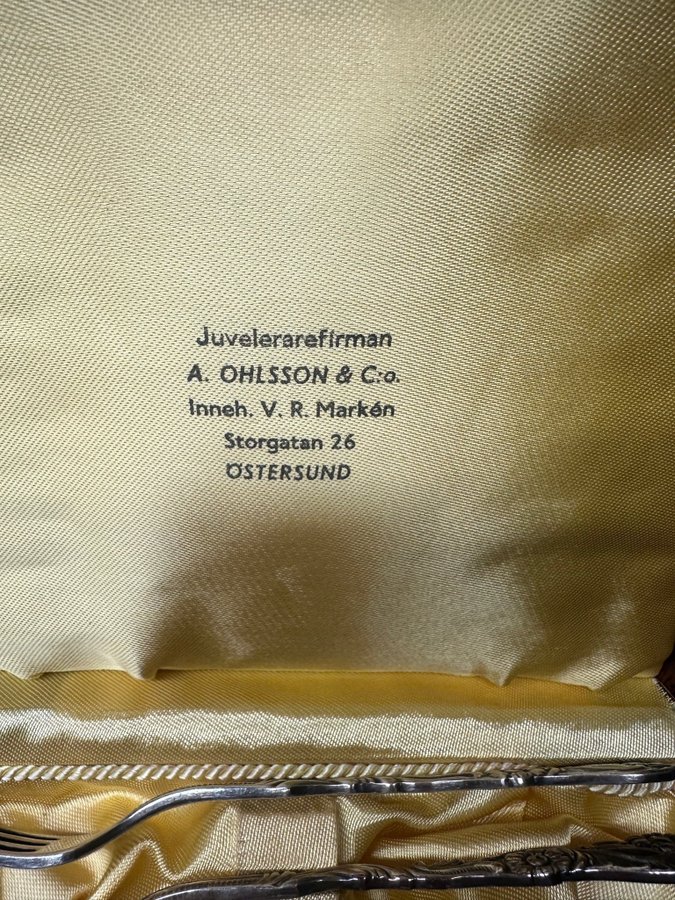 Juvelerarefirman
A. OHLSSON & C:o.
Inneh. V. R. Markén
Storgatan 26
ÖSTERSUND